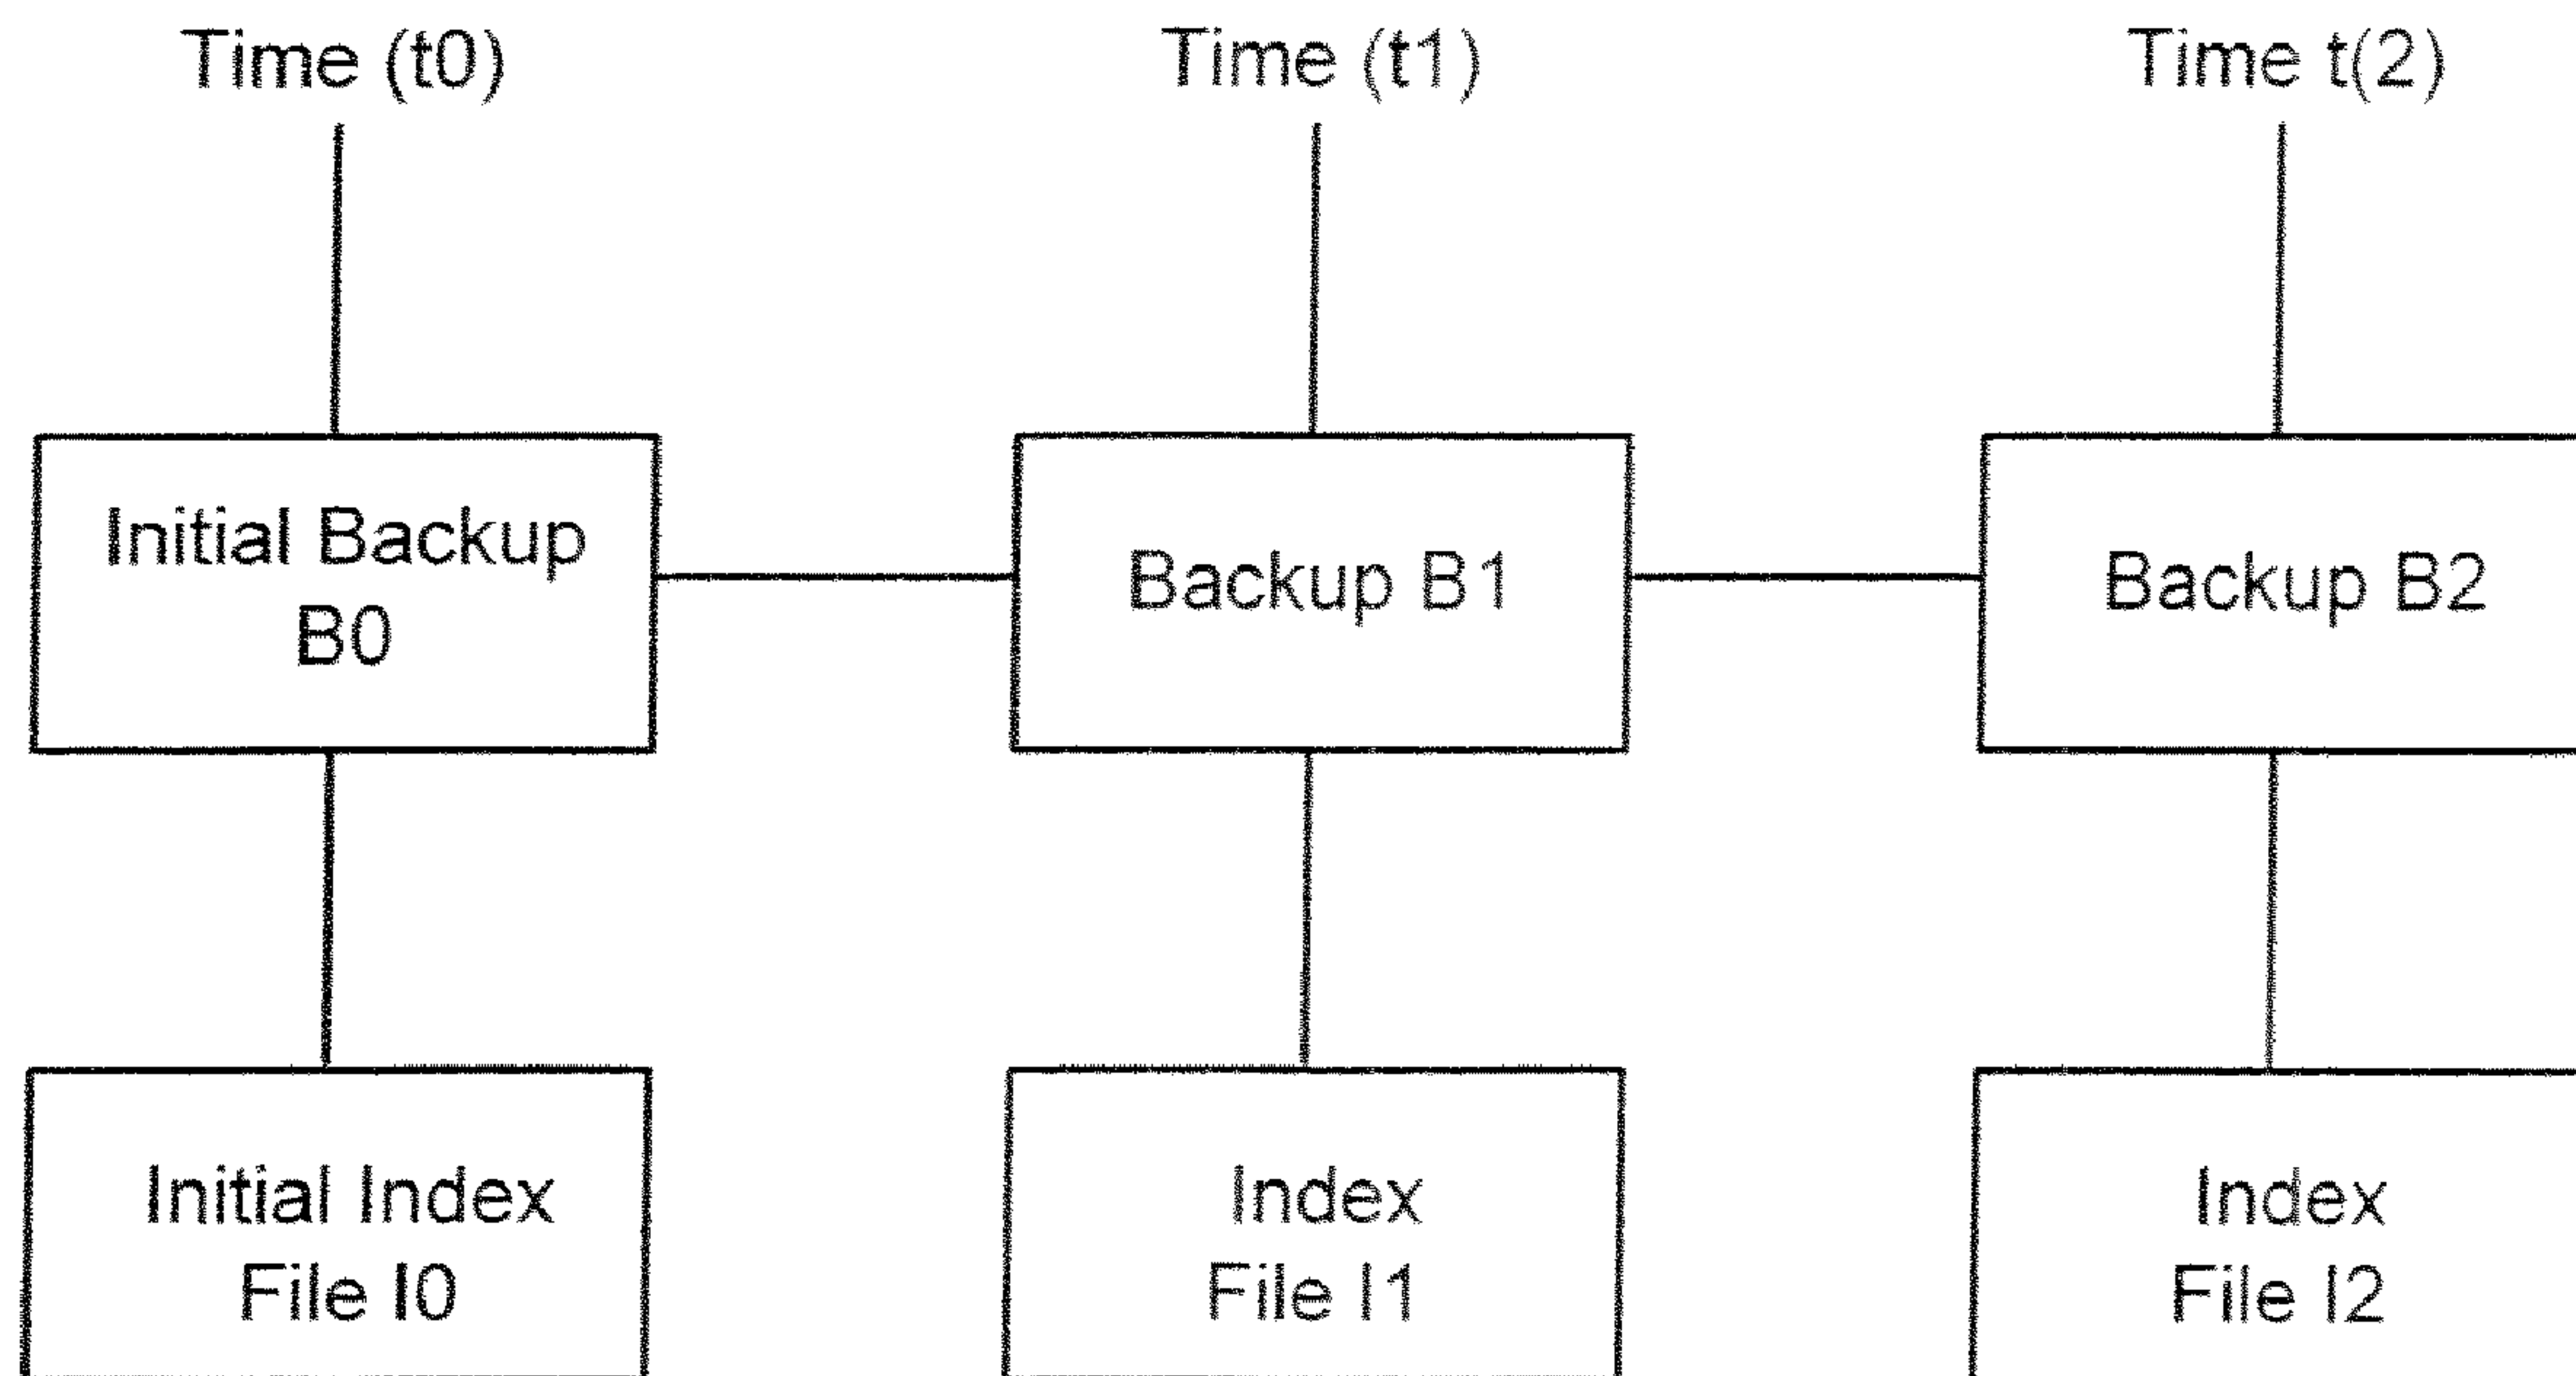 Time (t0)
Time (t1)
Time t(2)
Initial Backup
B0
Backup B1
Backup B2
Initial Index
File I0
Index
File I1
Index
File I2